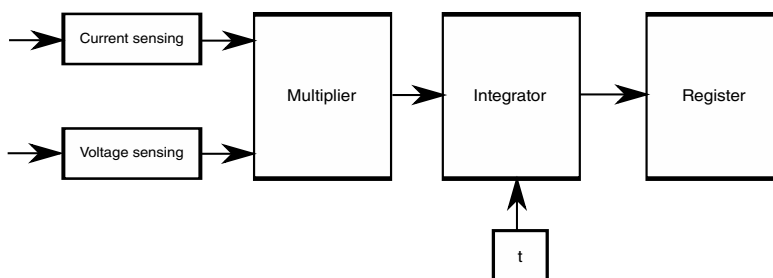 Current sensing
Multiplier
Integrator
Register
Voltage sensing
t